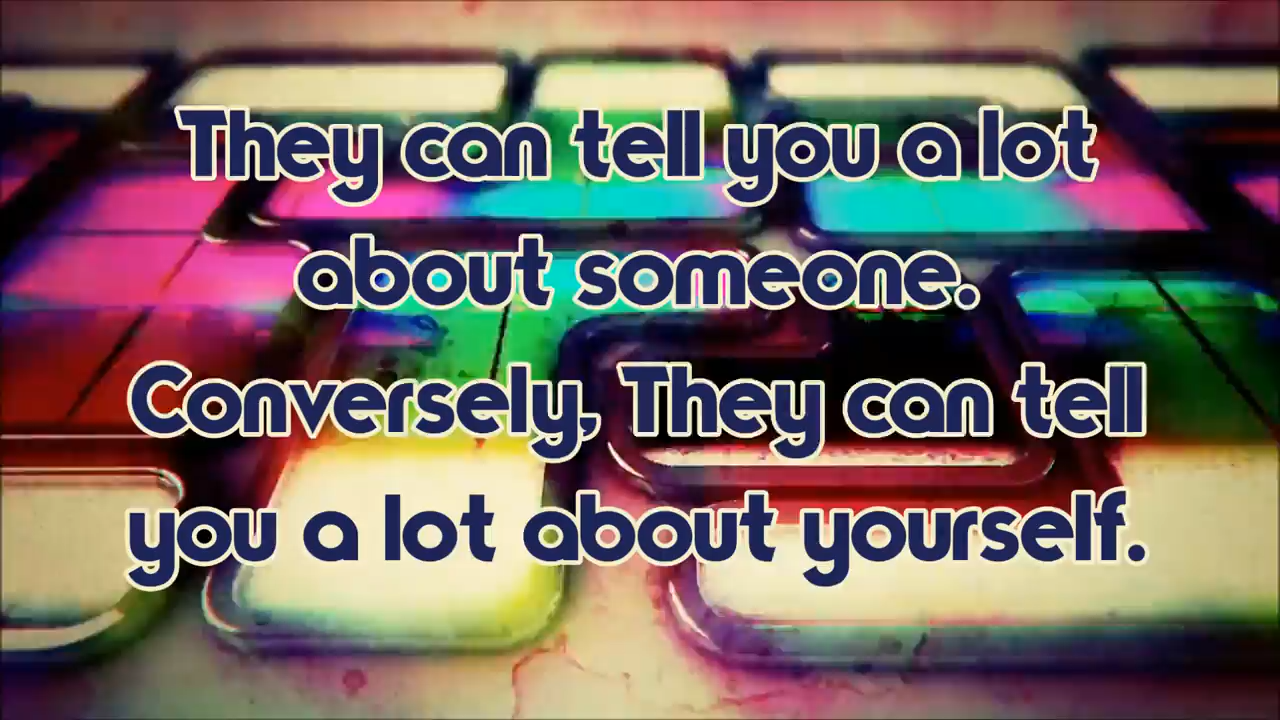 They can tell you a lot
about someone.
Conversely, They can tell
you a lot about yourself.